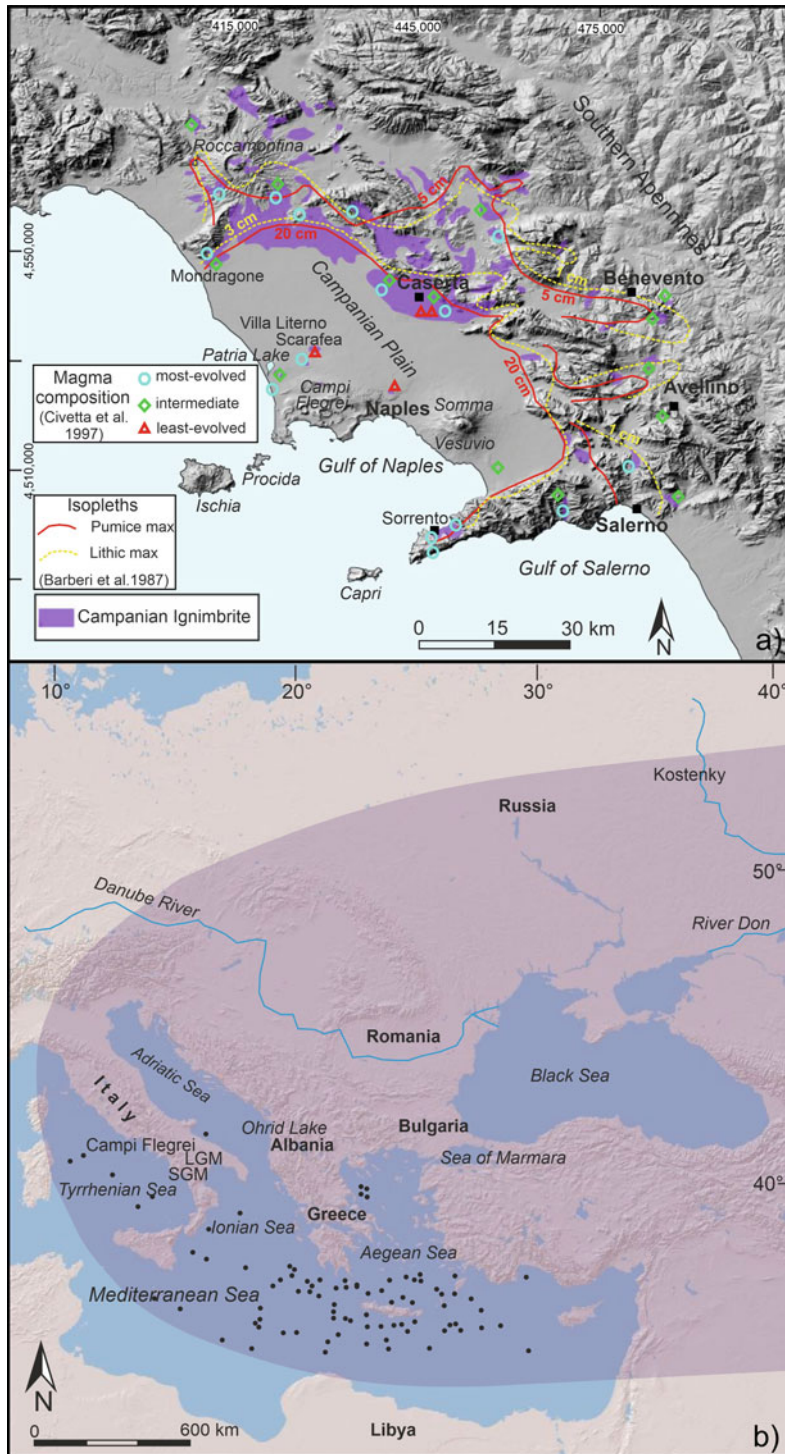 415,000
445,000
475,000
Southern Apennines
Roccamonfina
5 cm
3 cm
20 cm
4,550,000
Mondragone
Campanian Plain
Caserta
1 cm
Benevento
5 cm
Villa Literno
Scarafea
Patria Lake
20 cm
Magma
composition
(Civetta et al.
1997)
most-evolved
intermediate
least-evolved
Campi
Flegrei
Naples
Somma
Vesuvio
Avellino
1 cm
4,510,000
Gulf of Naples
Procida
Ischia
Isopleths
Pumice max
Lithic max
(Barberi et al.1987)
Sorrento
Salerno
Capri
Gulf of Salerno
Campanian Ignimbrite
0 15 30 km
N
a)
10° 20° 30° 40°
Kostenky
Russia
50°
Danube River
River Don
Romania
Black Sea
Adriatic Sea
Italy
Ohrid Lake
Albania
Bulgaria
Campi Flegrei
LGM
SGM
Sea of Marmara
Tyrrhenian Sea
40°
Greece
Ionian Sea
Aegean Sea
Mediterranean Sea
N
0 600 km
Libya
b)